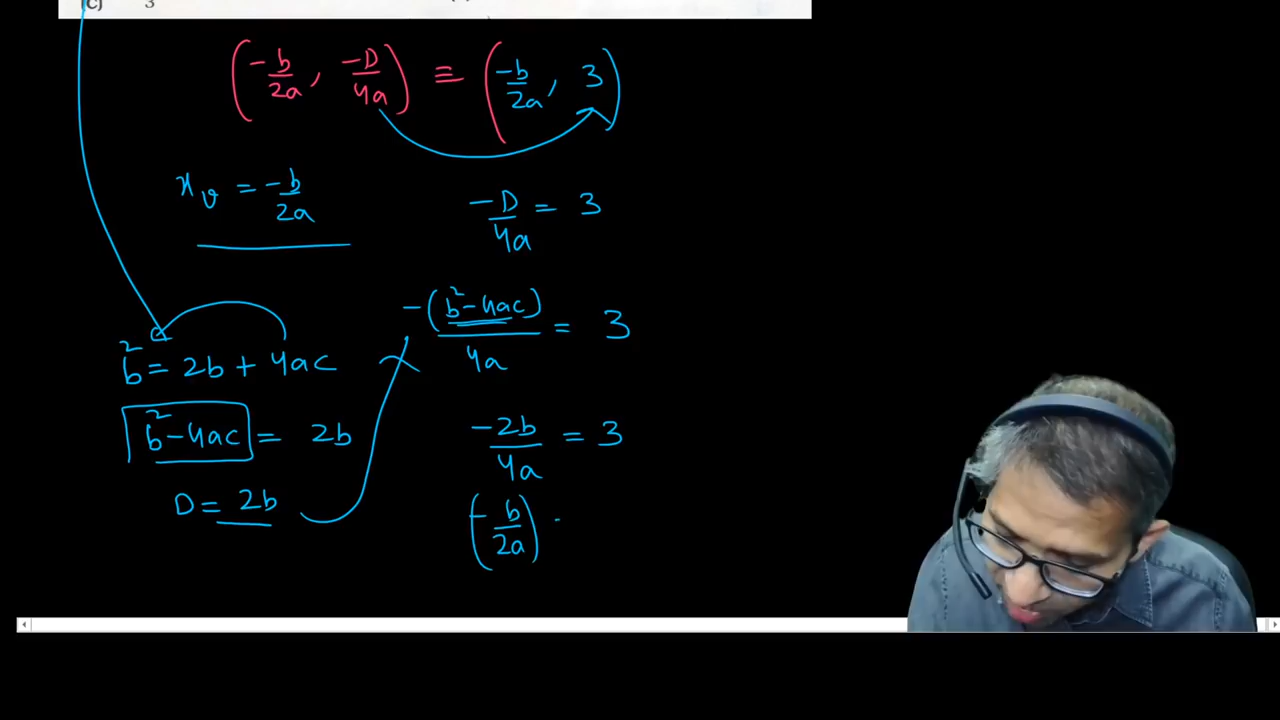 (C) 3
(-b/2a, -D/4a) ≡ (-b/2a, 3)
x_v = -b/2a
-D/4a = 3
-(b²-4ac)/4a = 3
b² = 2b + 4ac
b²-4ac = 2b
-2b/4a = 3
D = 2b
(-b/2a)